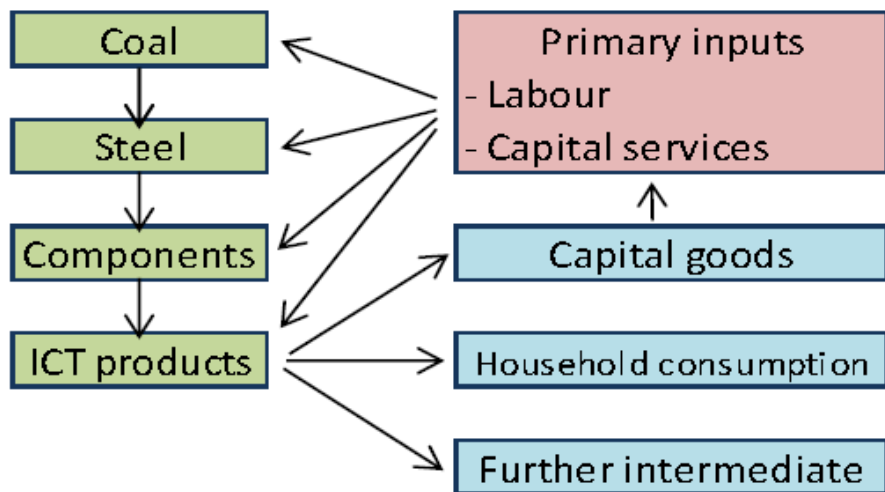 Coal
Steel
Components
ICT products
Primary inputs
- Labour
- Capital services
Capital goods
Household consumption
Further intermediate